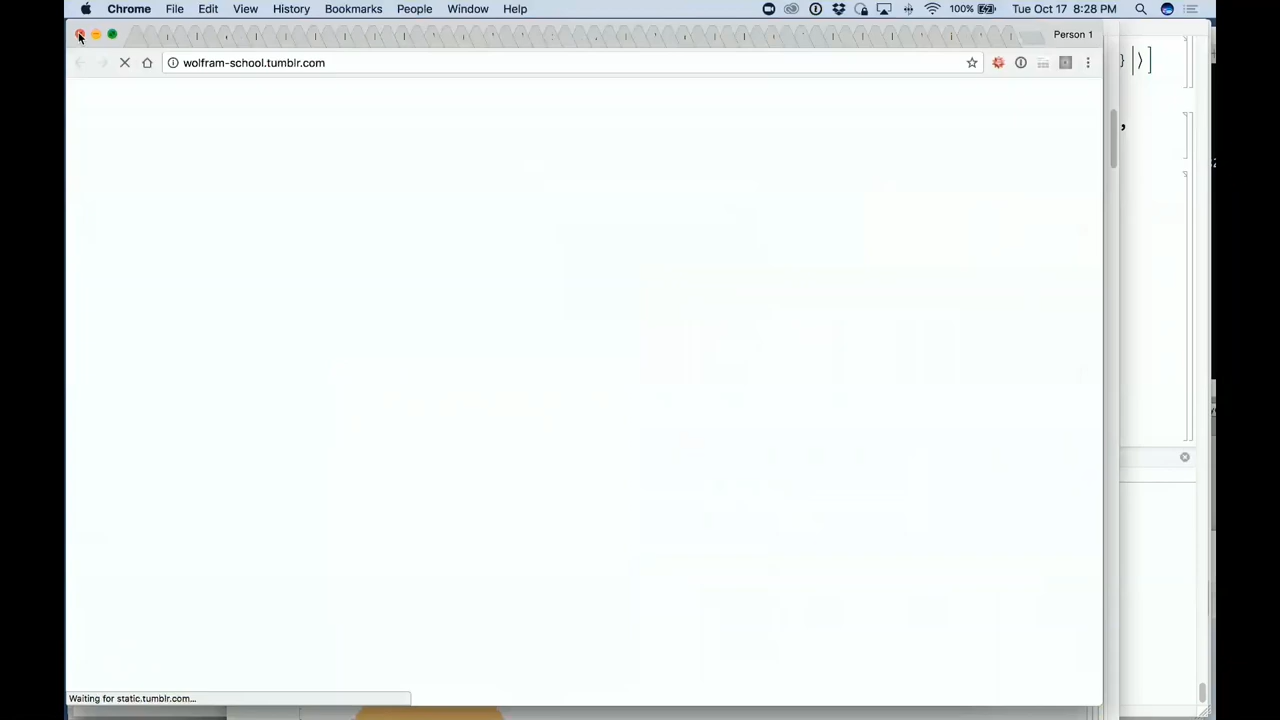 Chrome File Edit View History Bookmarks People Window Help 100% Tue Oct 17 8:28 PM
Person 1
wolfram-school.tumblr.com
} ⟩]
,
Waiting for static.tumblr.com...